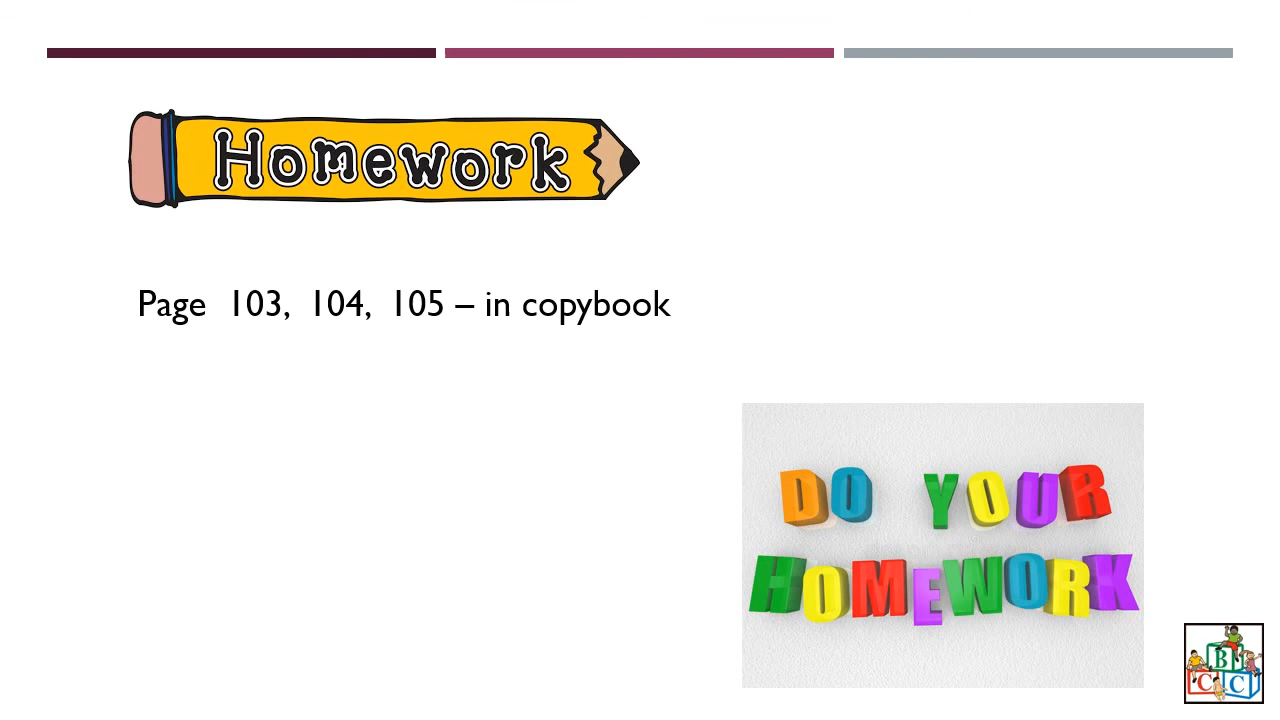 Homework
Page 103, 104, 105 – in copybook
DO YOUR
HOMEWORK
B
C C